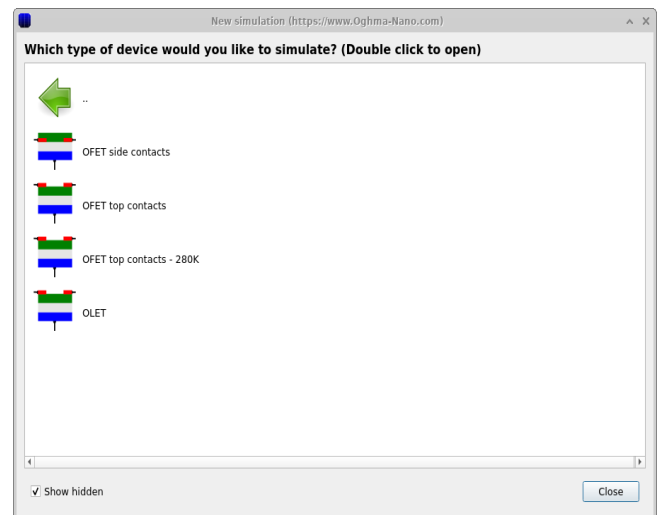 New simulation (https://www.Oghma-Nano.com)
Which type of device would you like to simulate? (Double click to open)
..
OFET side contacts
OFET top contacts
OFET top contacts - 280K
OLET
Show hidden
Close